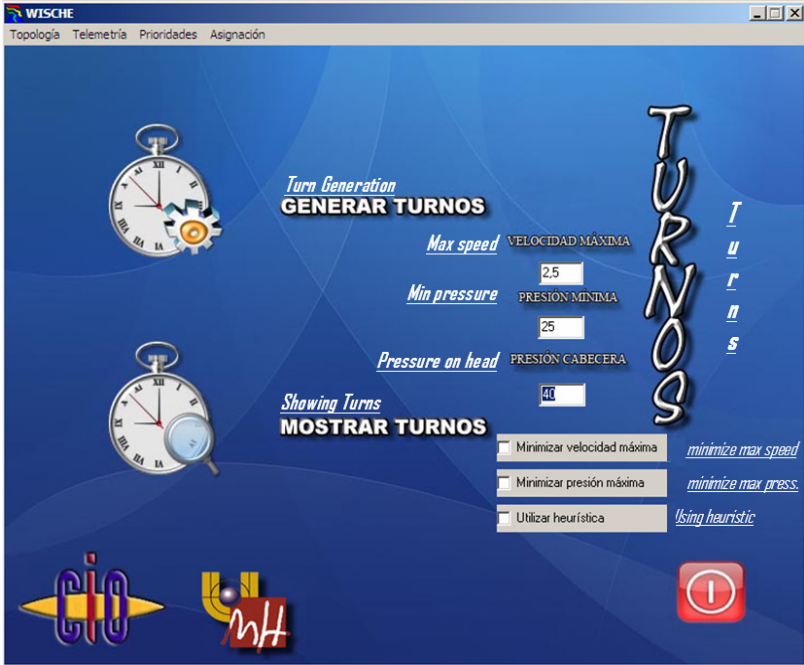 WISCHE
Topología Telemetría Prioridades Asignación
Turn Generation
GENERAR TURNOS
Max speed VELOCIDAD MÁXIMA
2,5
Min pressure PRESIÓN MÍNIMA
25
Pressure on head PRESIÓN CABECERA
40
Showing Turns
MOSTRAR TURNOS
TURNOS
Turns
Minimizar velocidad máxima minimize max speed
Minimizar presión máxima minimize max press.
Utilizar heurística Using heuristic
cio
UMH